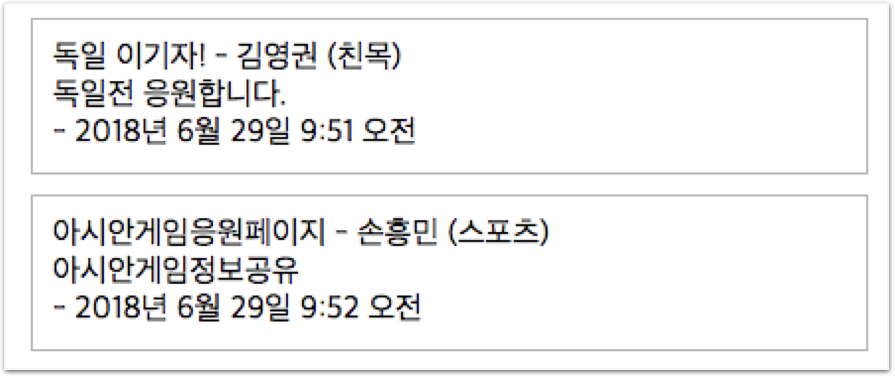 독일 이기자! - 김영권 (친목)
독일전 응원합니다.
- 2018년 6월 29일 9:51 오전
아시안게임응원페이지 - 손흥민 (스포츠)
아시안게임정보공유
- 2018년 6월 29일 9:52 오전